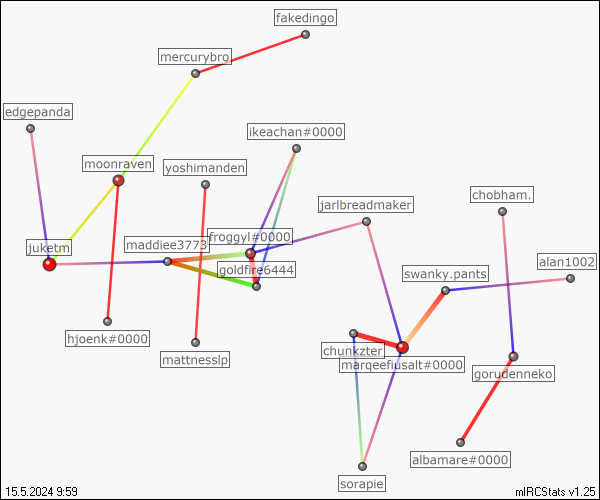 fakedingo
mercurybro
edgepanda
ikeachan#0000
moonraven
yoshimanden
chobham.
jarlbreadmaker
froggyl#0000
maddiee3773
juketm
alan1002
goldfire6444
swanky.pants
hjoenk#0000
chunkzter
mattnesslp
marqeefiusalt#0000
gorudenneko
albamare#0000
sorapie
15.5.2024 9:59
mIRCStats v1.25